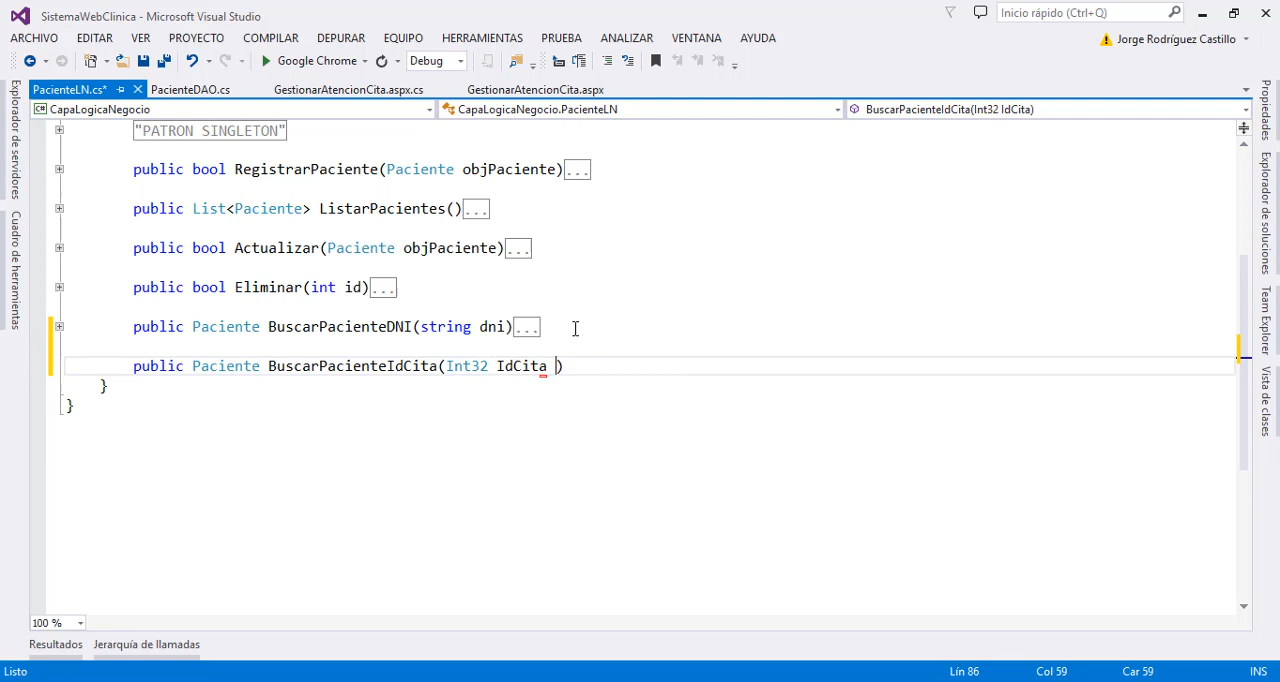 SistemaWebClinica - Microsoft Visual Studio
Inicio rápido (Ctrl+Q)
ARCHIVO EDITAR VER PROYECTO COMPILAR DEPURAR EQUIPO HERRAMIENTAS PRUEBA ANALIZAR VENTANA AYUDA
Jorge Rodríguez Castillo
Google Chrome Debug
PacienteLN.cs* PacienteDAO.cs GestionarAtencionCita.aspx.cs GestionarAtencionCita.aspx
CapaLogicaNegocio CapaLogicaNegocio.PacienteLN BuscarPacienteIdCita(Int32 IdCita)
"PATRON SINGLETON"
public bool RegistrarPaciente(Paciente objPaciente)...
public List<Paciente> ListarPacientes()...
public bool Actualizar(Paciente objPaciente)...
public bool Eliminar(int id)...
public Paciente BuscarPacienteDNI(string dni)...
public Paciente BuscarPacienteIdCita(Int32 IdCita )
}
}
100 %
Resultados Jerarquía de llamadas
Listo Lín 86 Col 59 Car 59 INS
Explorador de servidores
Cuadro de herramientas
Propiedades
Explorador de soluciones
Team Explorer
Vista de clases